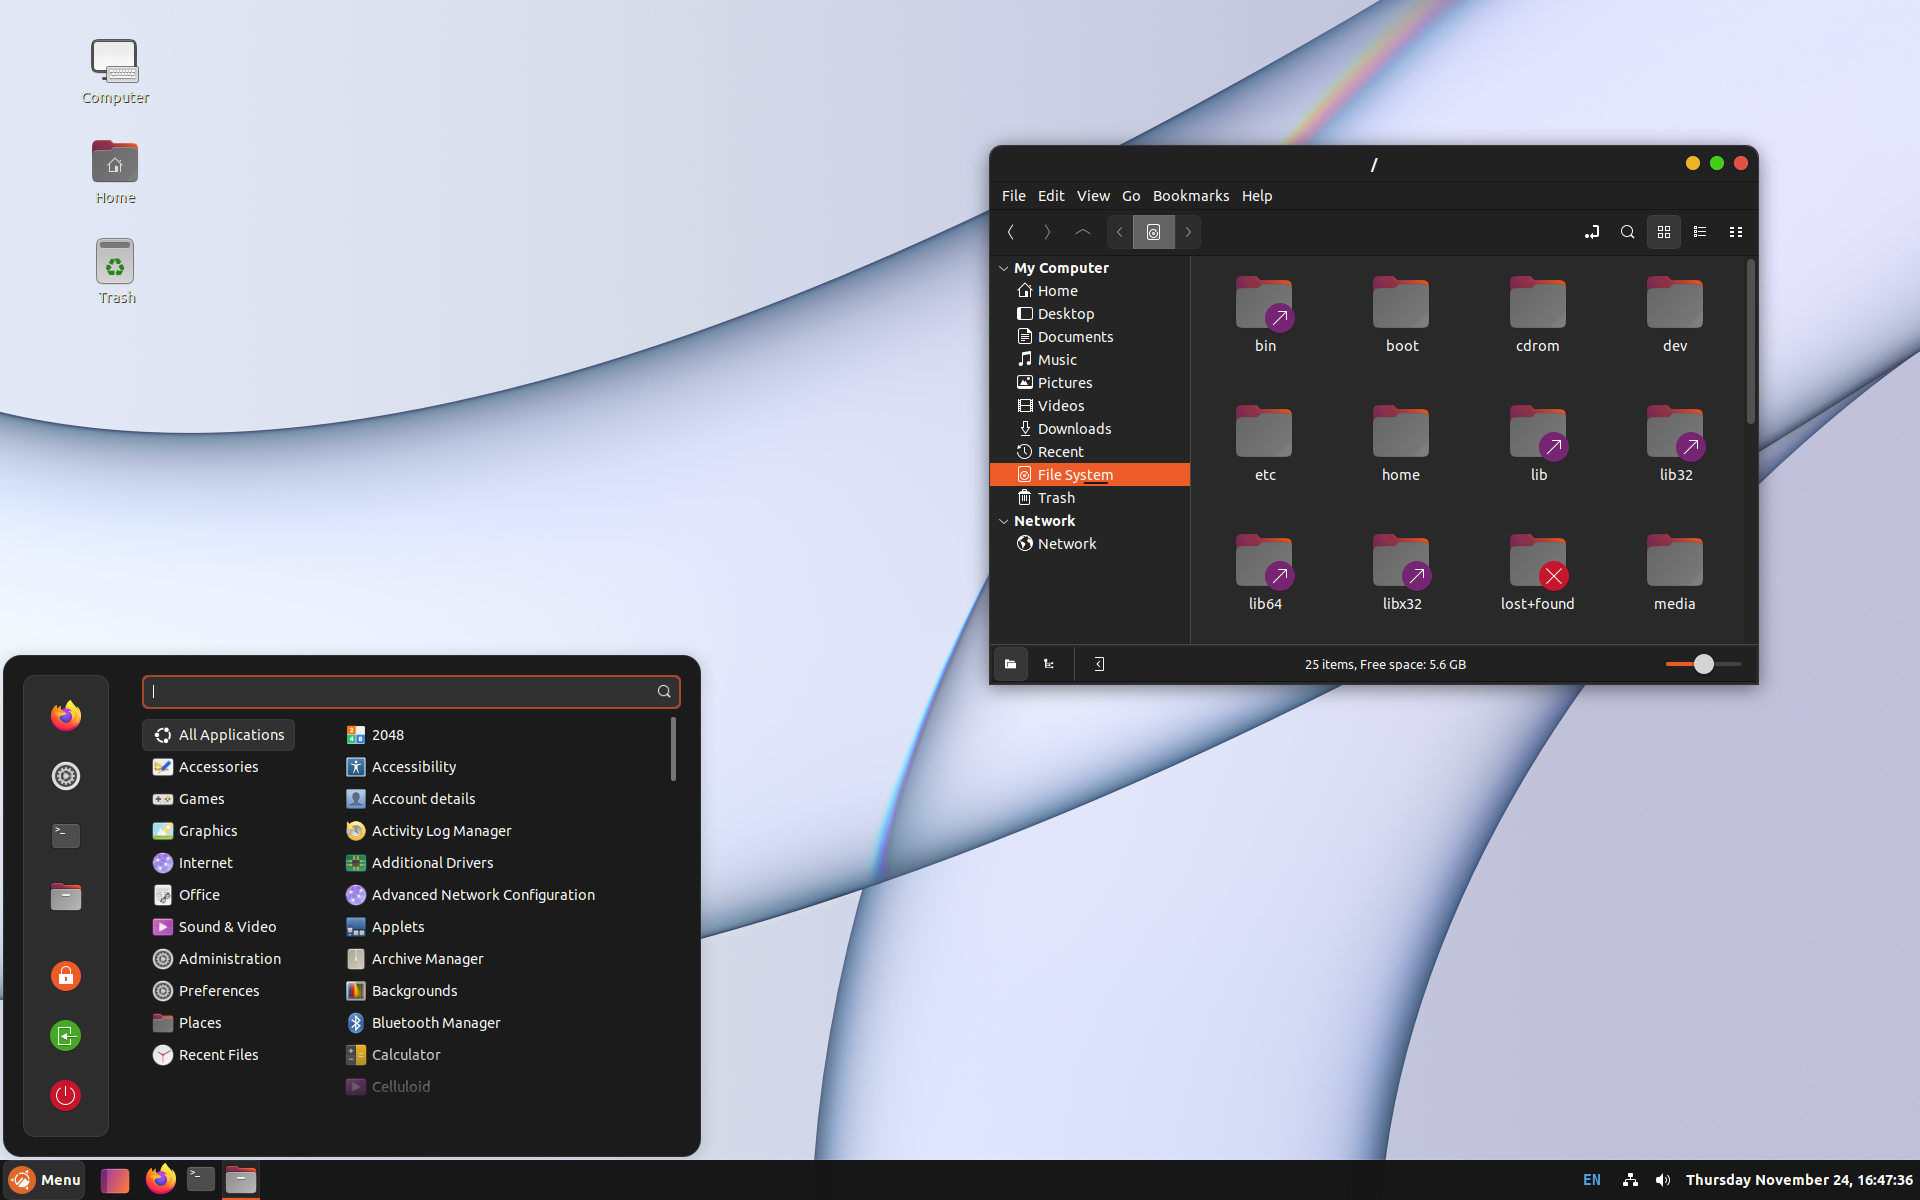 Computer
Home
Trash
/
File Edit View Go Bookmarks Help
My Computer
Home
Desktop
Documents
Music
Pictures
Videos
Downloads
Recent
File System
Trash
Network
Network
bin boot cdrom dev
etc home lib lib32
lib64 libx32 lost+found media
25 items, Free space: 5.6 GB
All Applications
Accessories
Games
Graphics
Internet
Office
Sound & Video
Administration
Preferences
Places
Recent Files
2048
Accessibility
Account details
Activity Log Manager
Additional Drivers
Advanced Network Configuration
Applets
Archive Manager
Backgrounds
Bluetooth Manager
Calculator
Celluloid
Menu
EN
Thursday November 24, 16:47:36